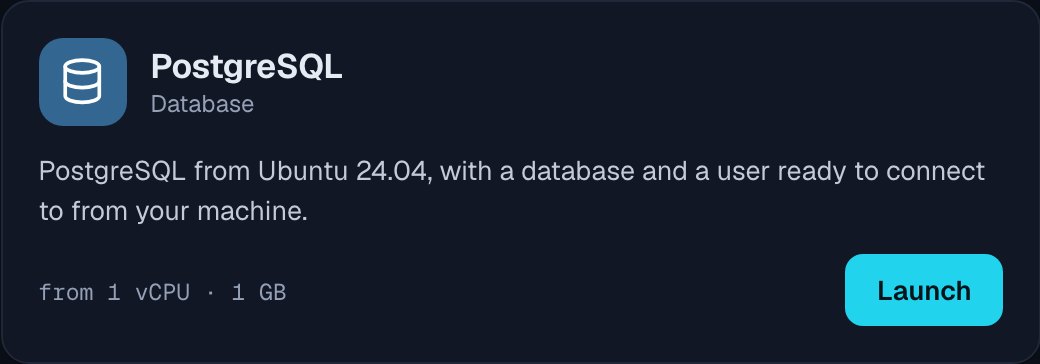 PostgreSQL
Database
PostgreSQL from Ubuntu 24.04, with a database and a user ready to connect
to from your machine.
from 1 vCPU · 1 GB
Launch